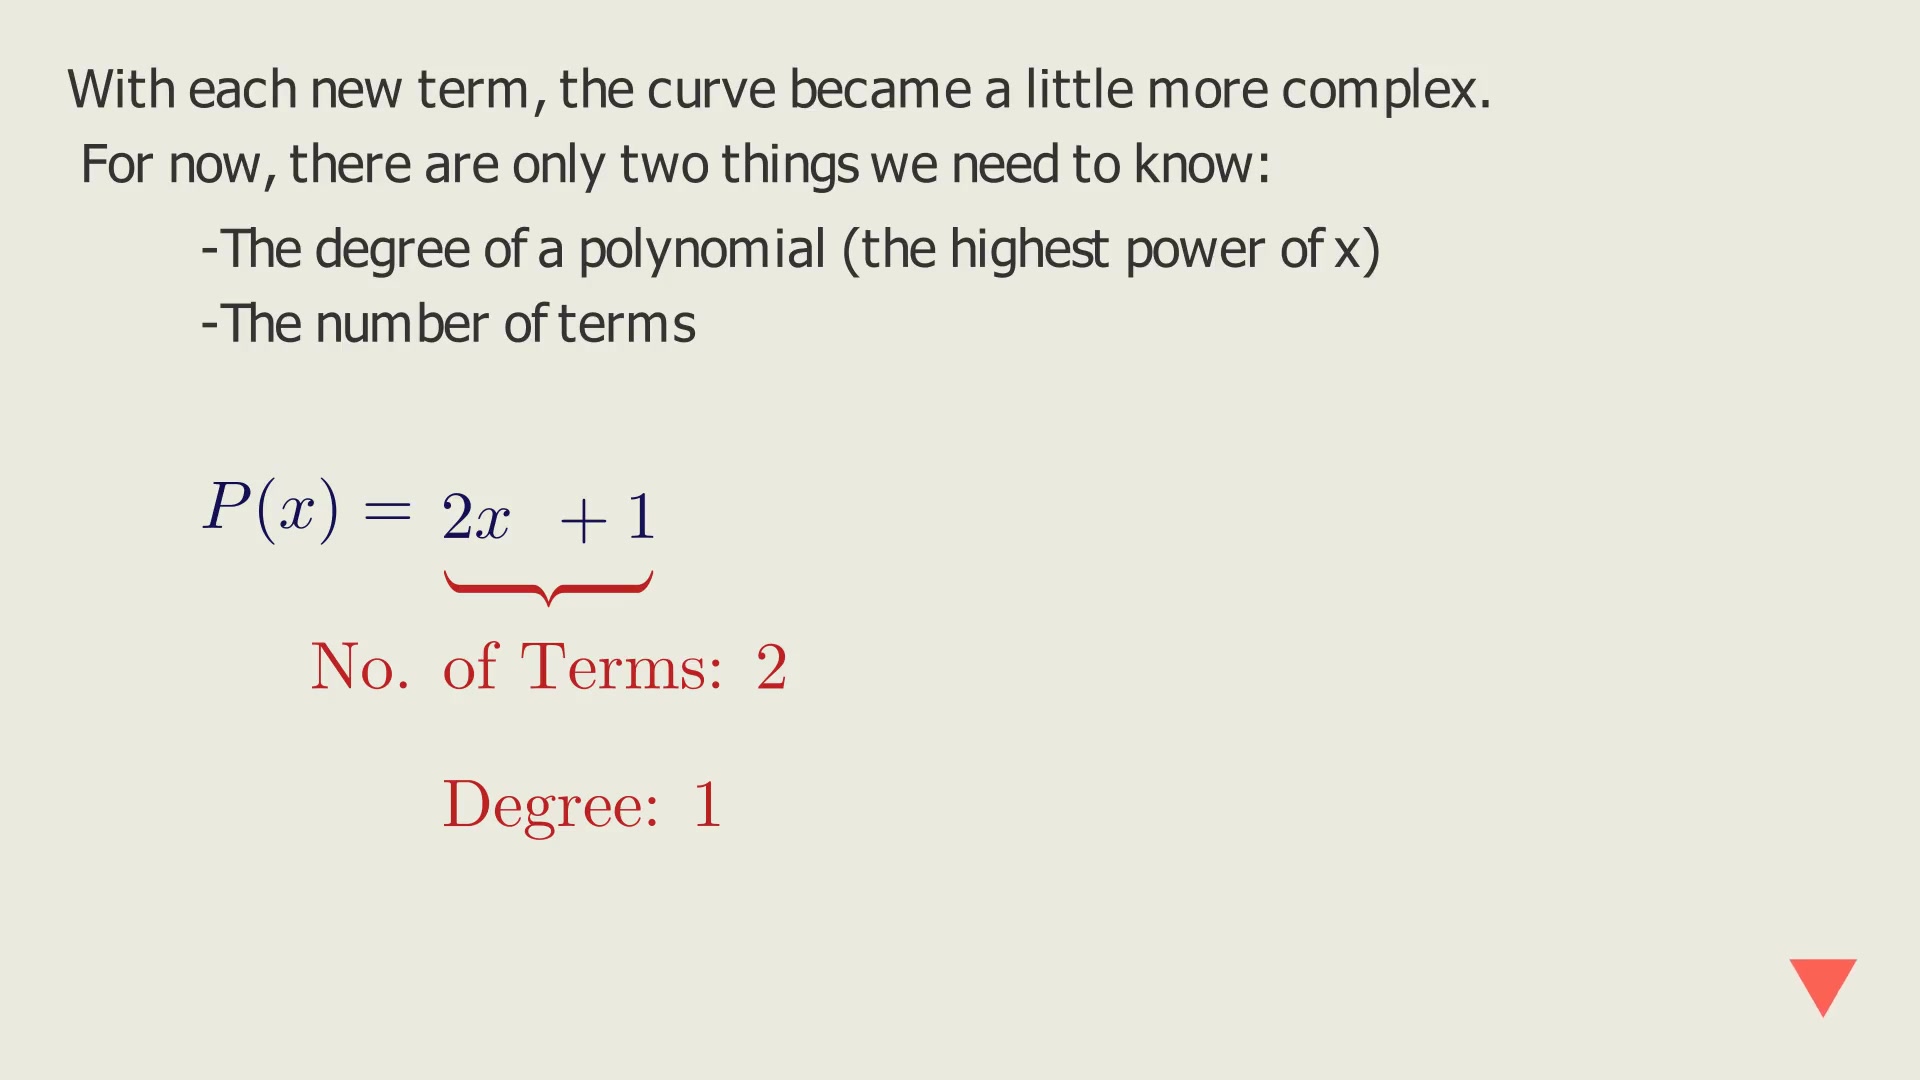 With each new term, the curve became a little more complex.
For now, there are only two things we need to know:
-The degree of a polynomial (the highest power of x)
-The number of terms
P(x) = 2x + 1
No. of Terms: 2
Degree: 1